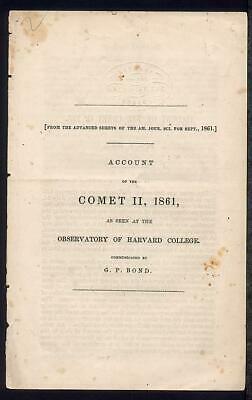 2
[FROM THE ADVANCED SHEETS OF THE AM. JOUR. SCI. FOR SEPT., 1861.]
ACCOUNT
OF THE
COMET II, 1861,
AS SEEN AT THE
OBSERVATORY OF HARVARD COLLEGE.
COMMUNICATED BY
G. P. BOND.